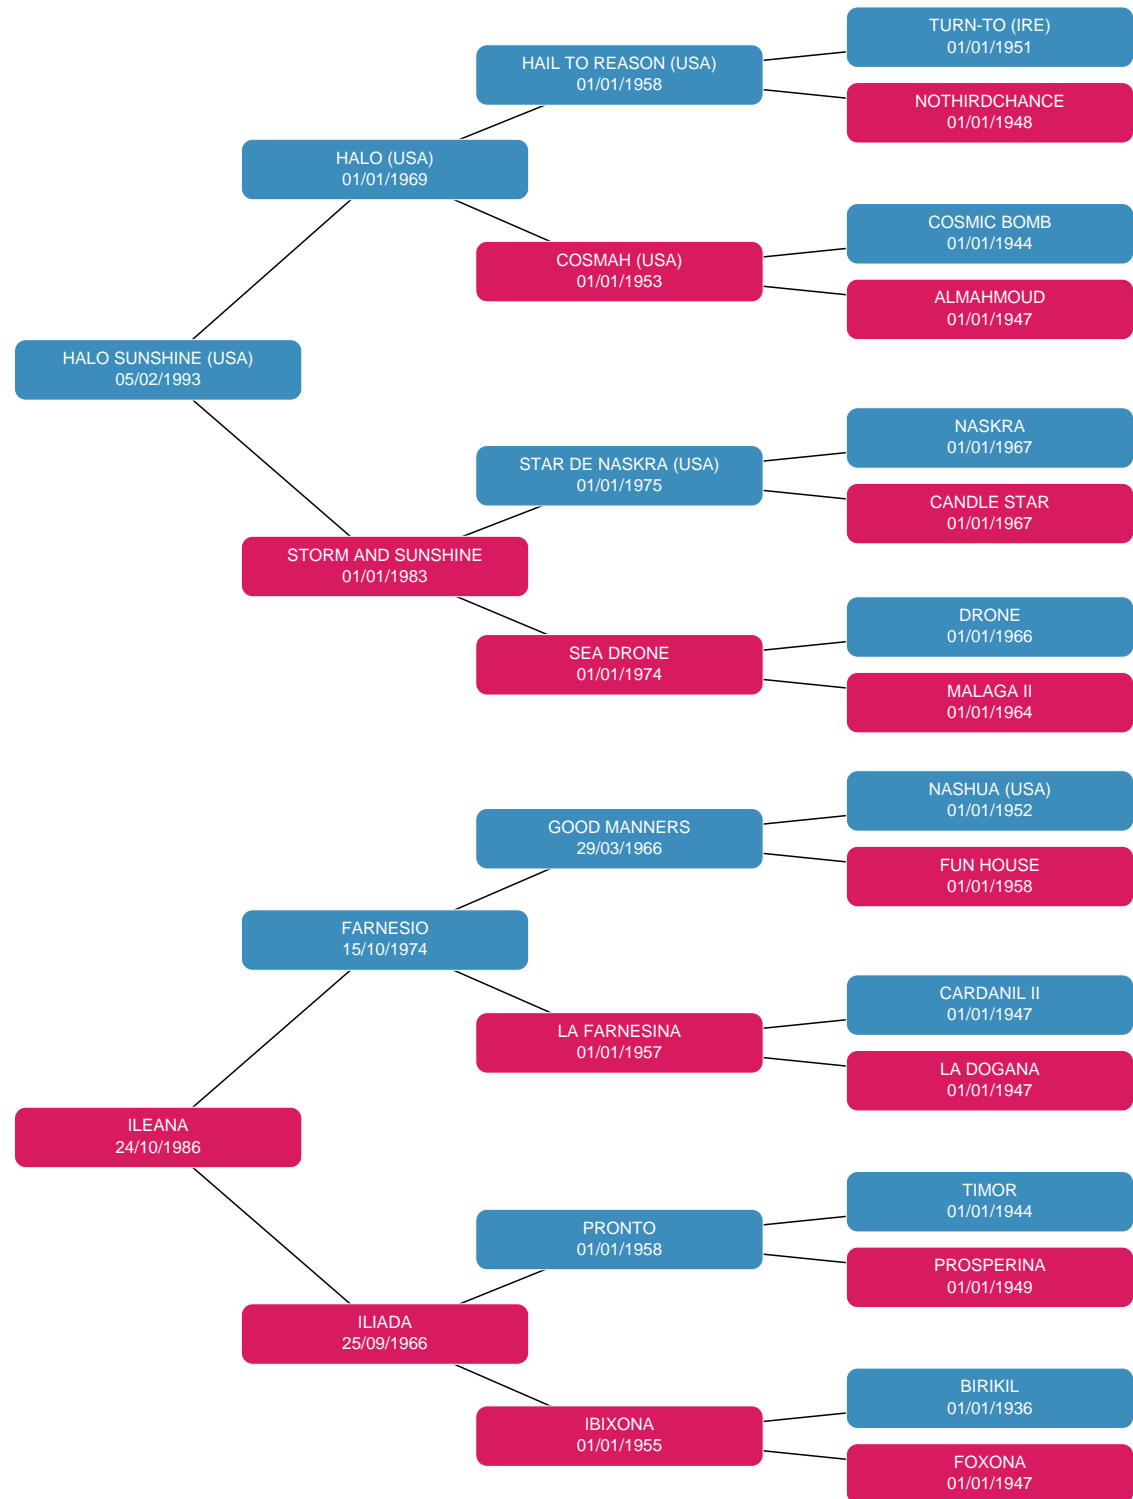 TURN-TO (IRE)
01/01/1951
HAIL TO REASON (USA)
01/01/1958
NOTHIRDCHANCE
01/01/1948
HALO (USA)
01/01/1969
COSMIC BOMB
01/01/1944
COSMAH (USA)
01/01/1953
ALMAHMOUD
01/01/1947
HALO SUNSHINE (USA)
05/02/1993
NASKRA
01/01/1967
STAR DE NASKRA (USA)
01/01/1975
CANDLE STAR
01/01/1967
STORM AND SUNSHINE
01/01/1983
DRONE
01/01/1966
SEA DRONE
01/01/1974
MALAGA II
01/01/1964
NASHUA (USA)
01/01/1952
GOOD MANNERS
29/03/1966
FUN HOUSE
01/01/1958
FARNESIO
15/10/1974
CARDANIL II
01/01/1947
LA FARNESINA
01/01/1957
LA DOGANA
01/01/1947
ILEANA
24/10/1986
TIMOR
01/01/1944
PRONTO
01/01/1958
PROSPERINA
01/01/1949
ILIADA
25/09/1966
BIRIKIL
01/01/1936
IBIXONA
01/01/1955
FOXONA
01/01/1947